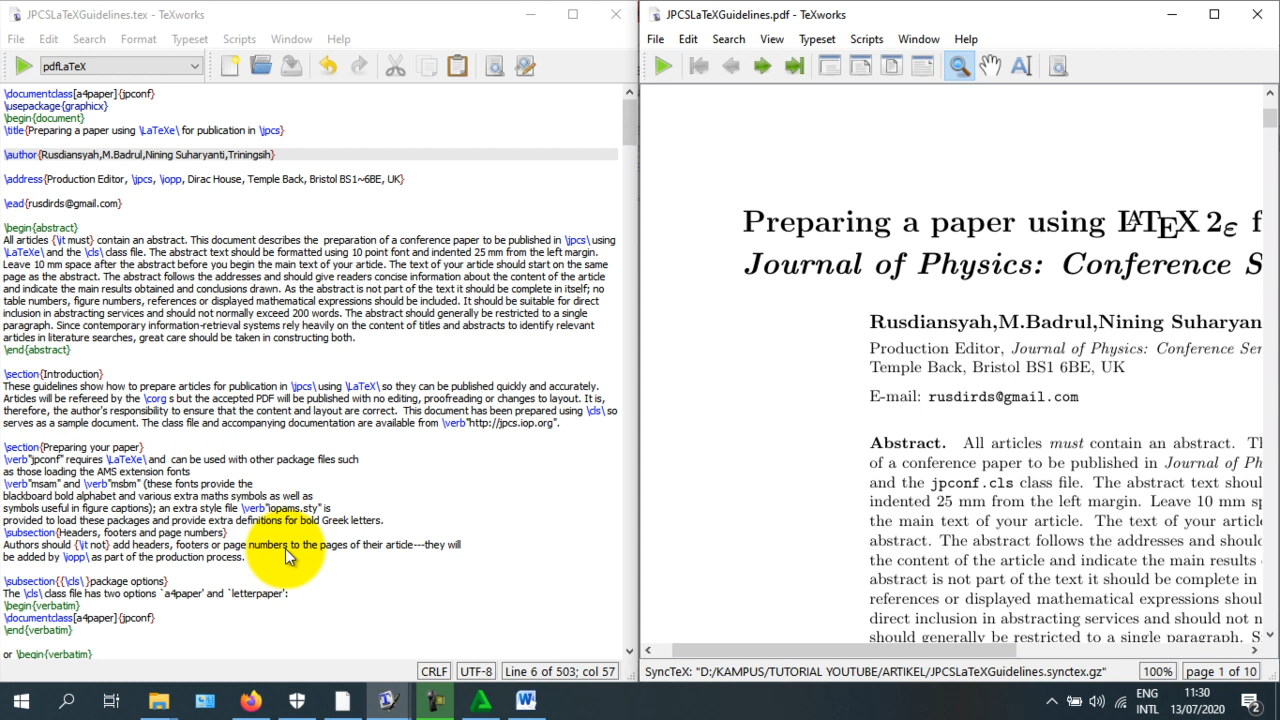 JPCSLaTeXGuidelines.tex - TeXworks
File Edit Search Format Typeset Scripts Window Help
pdfLaTeX
\documentclass[a4paper]{jpconf}
\usepackage{graphicx}
\begin{document}
\title{Preparing a paper using \LaTeXe\ for publication in \jpcs}
\author{Rusdiansyah,M.Badrul,Nining Suharyanti,Triningsih}
\address{Production Editor, \jpcs, \iopp, Dirac House, Temple Back, Bristol BS1~6BE, UK}
\ead{rusdirds@gmail.com}
\begin{abstract}
All articles {\it must} contain an abstract. This document describes the  preparation of a conference paper to be published in \jpcs\ using
\LaTeXe\ and the \cls\ class file. The abstract text should be formatted using 10 point font and indented 25 mm from the left margin.
Leave 10 mm space after the abstract before you begin the main text of your article. The text of your article should start on the same
page as the abstract. The abstract follows the addresses and should give readers concise information about the content of the article
and indicate the main results obtained and conclusions drawn. As the abstract is not part of the text it should be complete in itself; no
table numbers, figure numbers, references or displayed mathematical expressions should be included. It should be suitable for direct
inclusion in abstracting services and should not normally exceed 200 words. The abstract should generally be restricted to a single
paragraph. Since contemporary information-retrieval systems rely heavily on the content of titles and abstracts to identify relevant
articles in literature searches, great care should be taken in constructing both.
\end{abstract}
\section{Introduction}
These guidelines show how to prepare articles for publication in \jpcs\ using \LaTeX\ so they can be published quickly and accurately.
Articles will be refereed by the \corg s but the accepted PDF will be published with no editing, proofreading or changes to layout. It is,
therefore, the author's responsibility to ensure that the content and layout are correct.  This document has been prepared using \cls\ so
serves as a sample document. The class file and accompanying documentation are available from \verb"http://jpcs.iop.org".
\section{Preparing your paper}
\verb"jpconf" requires \LaTeXe\ and  can be used with other package files such
as those loading the AMS extension fonts
\verb"msam" and \verb"msbm" (these fonts provide the
blackboard bold alphabet and various extra maths symbols as well as
symbols useful in figure captions); an extra style file \verb"iopams.sty" is
provided to load these packages and provide extra definitions for bold Greek letters.
\subsection{Headers, footers and page numbers}
Authors should {\it not} add headers, footers or page numbers to the pages of their article---they will
be added by \iopp\ as part of the production process.
\subsection{{\cls\ }package options}
The \cls\ class file has two options `a4paper' and `letterpaper':
\begin{verbatim}
\documentclass[a4paper]{jpconf}
\end{verbatim}
or \begin{verbatim}
CRLF UTF-8 Line 6 of 503; col 57
JPCSLaTeXGuidelines.pdf - TeXworks
File Edit Search View Typeset Scripts Window Help
Preparing a paper using LATEX 2ε f
Journal of Physics: Conference S
Rusdiansyah,M.Badrul,Nining Suharyan
Production Editor, Journal of Physics: Conference Ser
Temple Back, Bristol BS1 6BE, UK
E-mail: rusdirds@gmail.com
Abstract. All articles must contain an abstract. Th
of a conference paper to be published in Journal of Ph
and the jpconf.cls class file. The abstract text shoul
indented 25 mm from the left margin. Leave 10 mm sp
the main text of your article. The text of your article
abstract. The abstract follows the addresses and should
the content of the article and indicate the main results
abstract is not part of the text it should be complete in
references or displayed mathematical expressions shoul
direct inclusion in abstracting services and should not n
should generally be restricted to a single paragraph. S
SyncTeX: "D:/KAMPUS/TUTORIAL YOUTUBE/ARTIKEL/JPCSLaTeXGuidelines.synctex.gz" 100% page 1 of 10
ENG
INTL
11:30
13/07/2020
2